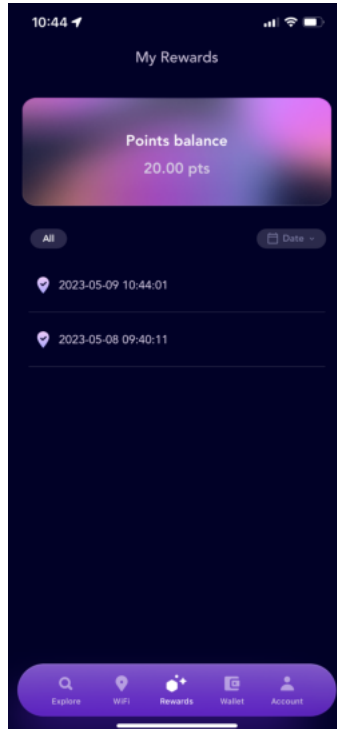 10:44
My Rewards
Points balance
20.00 pts
All
Date
2023-05-09 10:44:01
2023-05-08 09:40:11
Explore
WiFi
Rewards
Wallet
Account